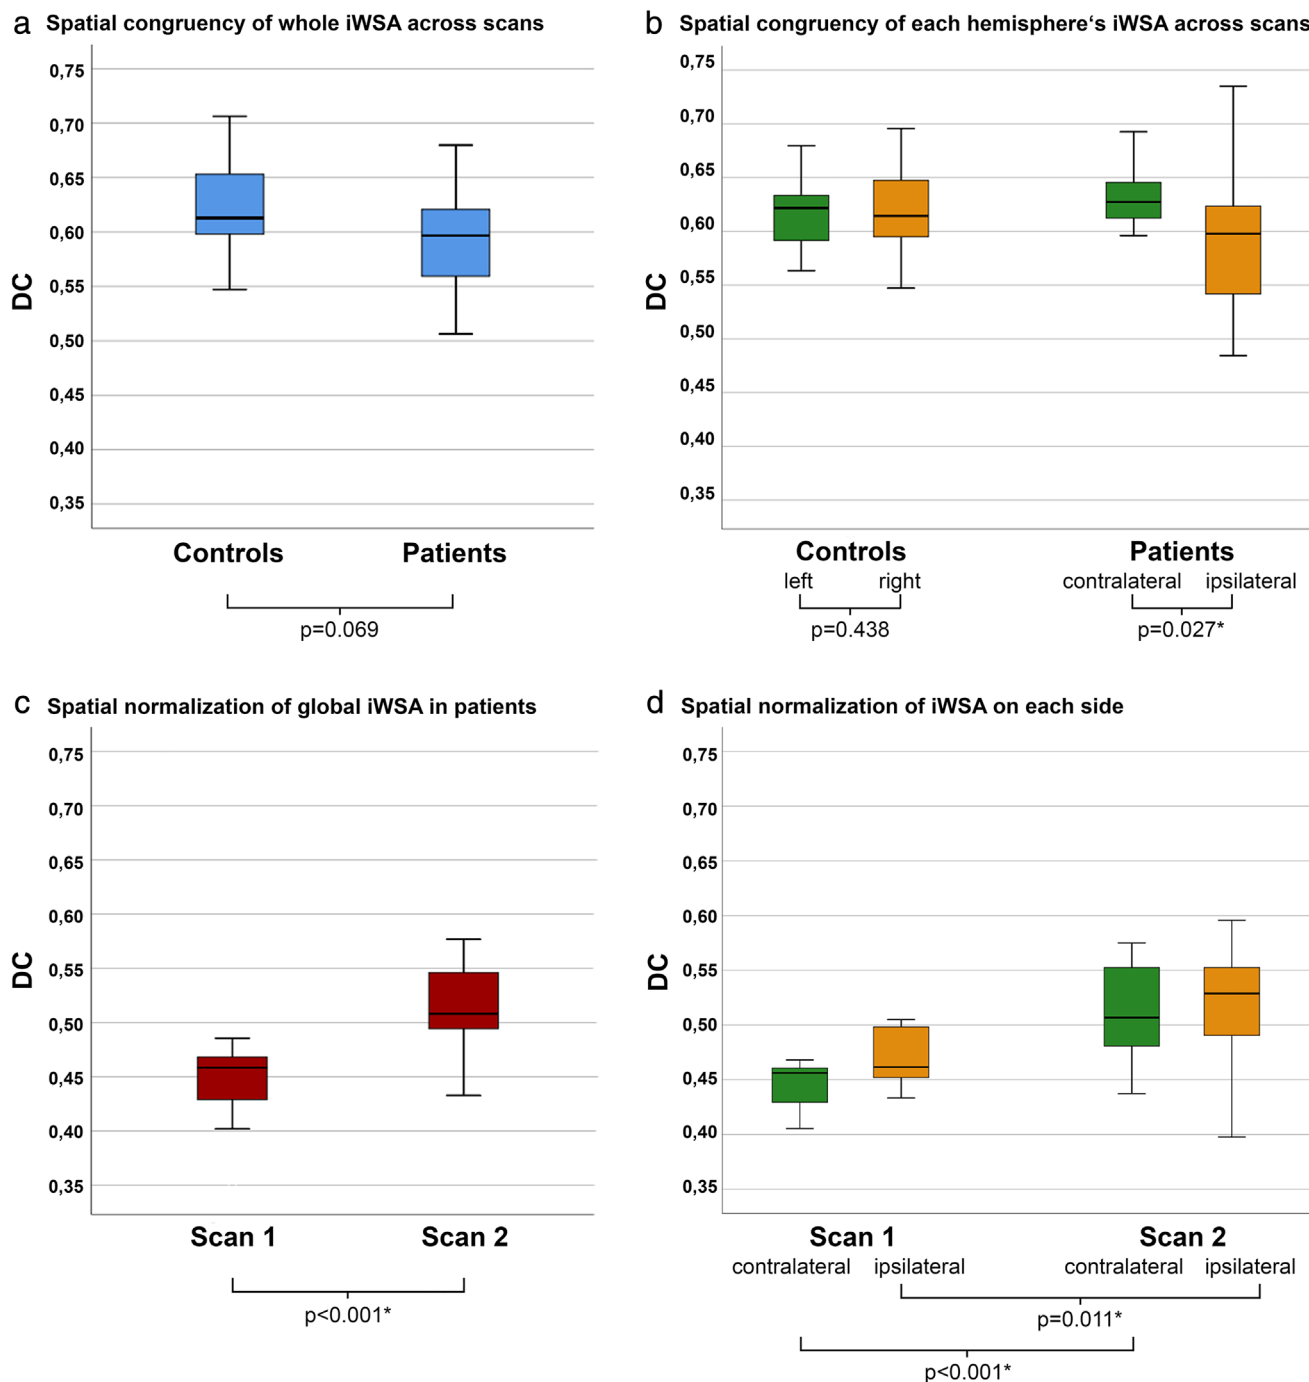 a Spatial congruency of whole iWSA across scans
0,75
0,70
0,65
0,60
0,55
0,50
0,45
0,40
0,35
DC
Controls Patients
p=0.069
b Spatial congruency of each hemisphere‘s iWSA across scans
0,75
0,70
0,65
0,60
0,55
0,50
0,45
0,40
0,35
DC
Controls Patients
left right contralateral ipsilateral
p=0.438 p=0.027*
c Spatial normalization of global iWSA in patients
0,75
0,70
0,65
0,60
0,55
0,50
0,45
0,40
0,35
DC
Scan 1 Scan 2
p<0.001*
d Spatial normalization of iWSA on each side
0,75
0,70
0,65
0,60
0,55
0,50
0,45
0,40
0,35
DC
Scan 1 Scan 2
contralateral ipsilateral contralateral ipsilateral
p=0.011*
p<0.001*